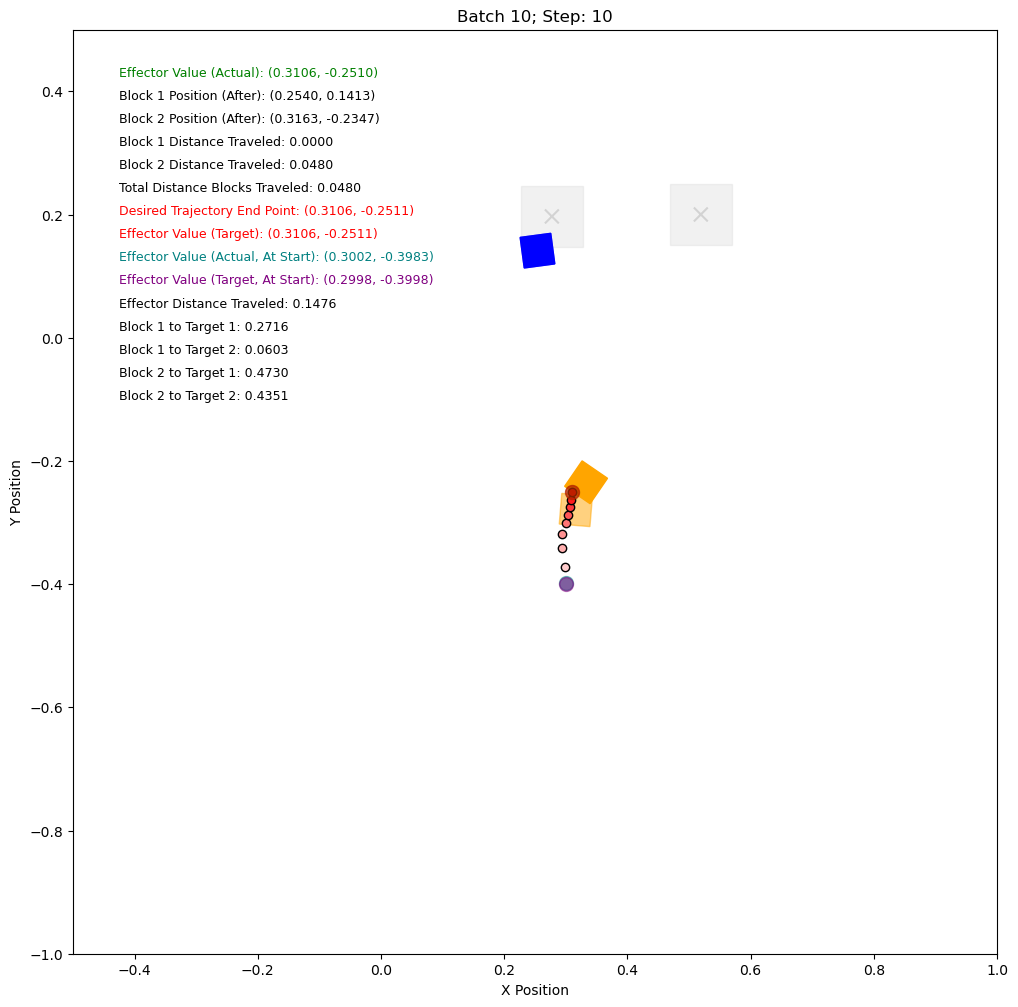 Batch 10; Step: 10
Effector Value (Actual): (0.3106, -0.2510)
Block 1 Position (After): (0.2540, 0.1413)
Block 2 Position (After): (0.3163, -0.2347)
Block 1 Distance Traveled: 0.0000
Block 2 Distance Traveled: 0.0480
Total Distance Blocks Traveled: 0.0480
Desired Trajectory End Point: (0.3106, -0.2511)
Effector Value (Target): (0.3106, -0.2511)
Effector Value (Actual, At Start): (0.3002, -0.3983)
Effector Value (Target, At Start): (0.2998, -0.3998)
Effector Distance Traveled: 0.1476
Block 1 to Target 1: 0.2716
Block 1 to Target 2: 0.0603
Block 2 to Target 1: 0.4730
Block 2 to Target 2: 0.4351
Y Position
0.4
0.2
0.0
−0.2
−0.4
−0.6
−0.8
−1.0
−0.4
−0.2
0.0
0.2
0.4
0.6
0.8
1.0
X Position